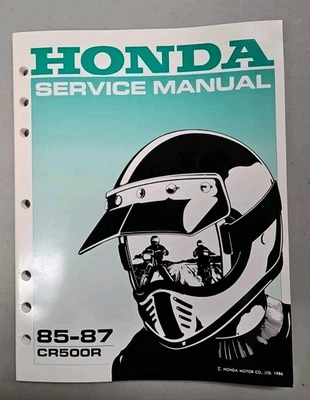 HONDA
SERVICE MANUAL
85-87
CR500R
© HONDA MOTOR CO., LTD. 1986